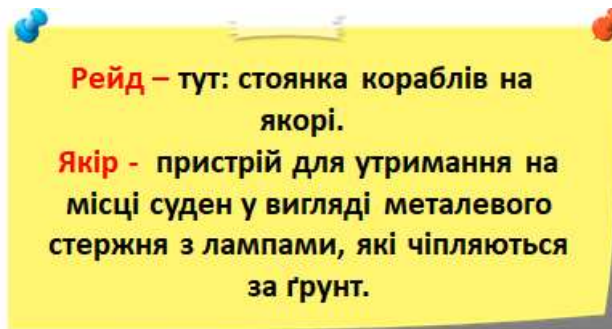 Рейд – тут: стоянка кораблів на
якорі.
Якір - пристрій для утримання на
місці суден у вигляді металевого
стержня з лампами, які чіпляються
за ґрунт.